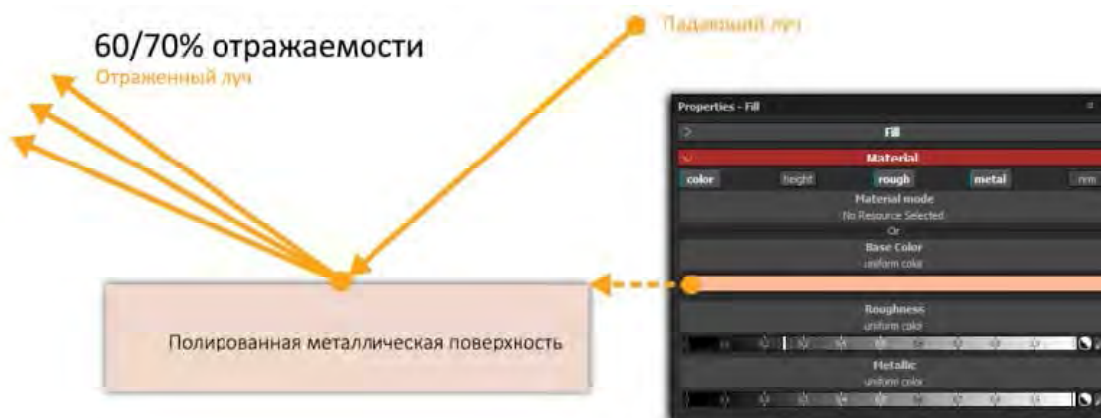 60/70% отражаемости
Отраженный луч
Падающий луч
Полированная металлическая поверхность
Properties - Fill
Fill
Material
color height rough metal nrm
Material mode
No Resource Selected
Or
Base Color
uniform color
Roughness
uniform color
Metallic
uniform color